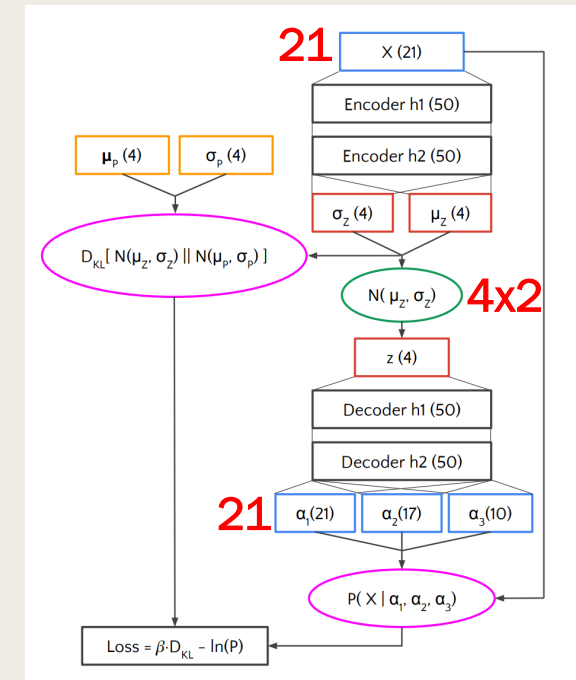 21
X (21)
Encoder h1 (50)
μP (4)
σP (4)
Encoder h2 (50)
σZ (4)
μZ (4)
DKL[ N(μZ, σZ) || N(μP, σP) ]
N( μZ, σZ)
4x2
z (4)
Decoder h1 (50)
Decoder h2 (50)
21
α1(21)
α2(17)
α3(10)
P( X | α1, α2, α3)
Loss = β·DKL – ln(P)